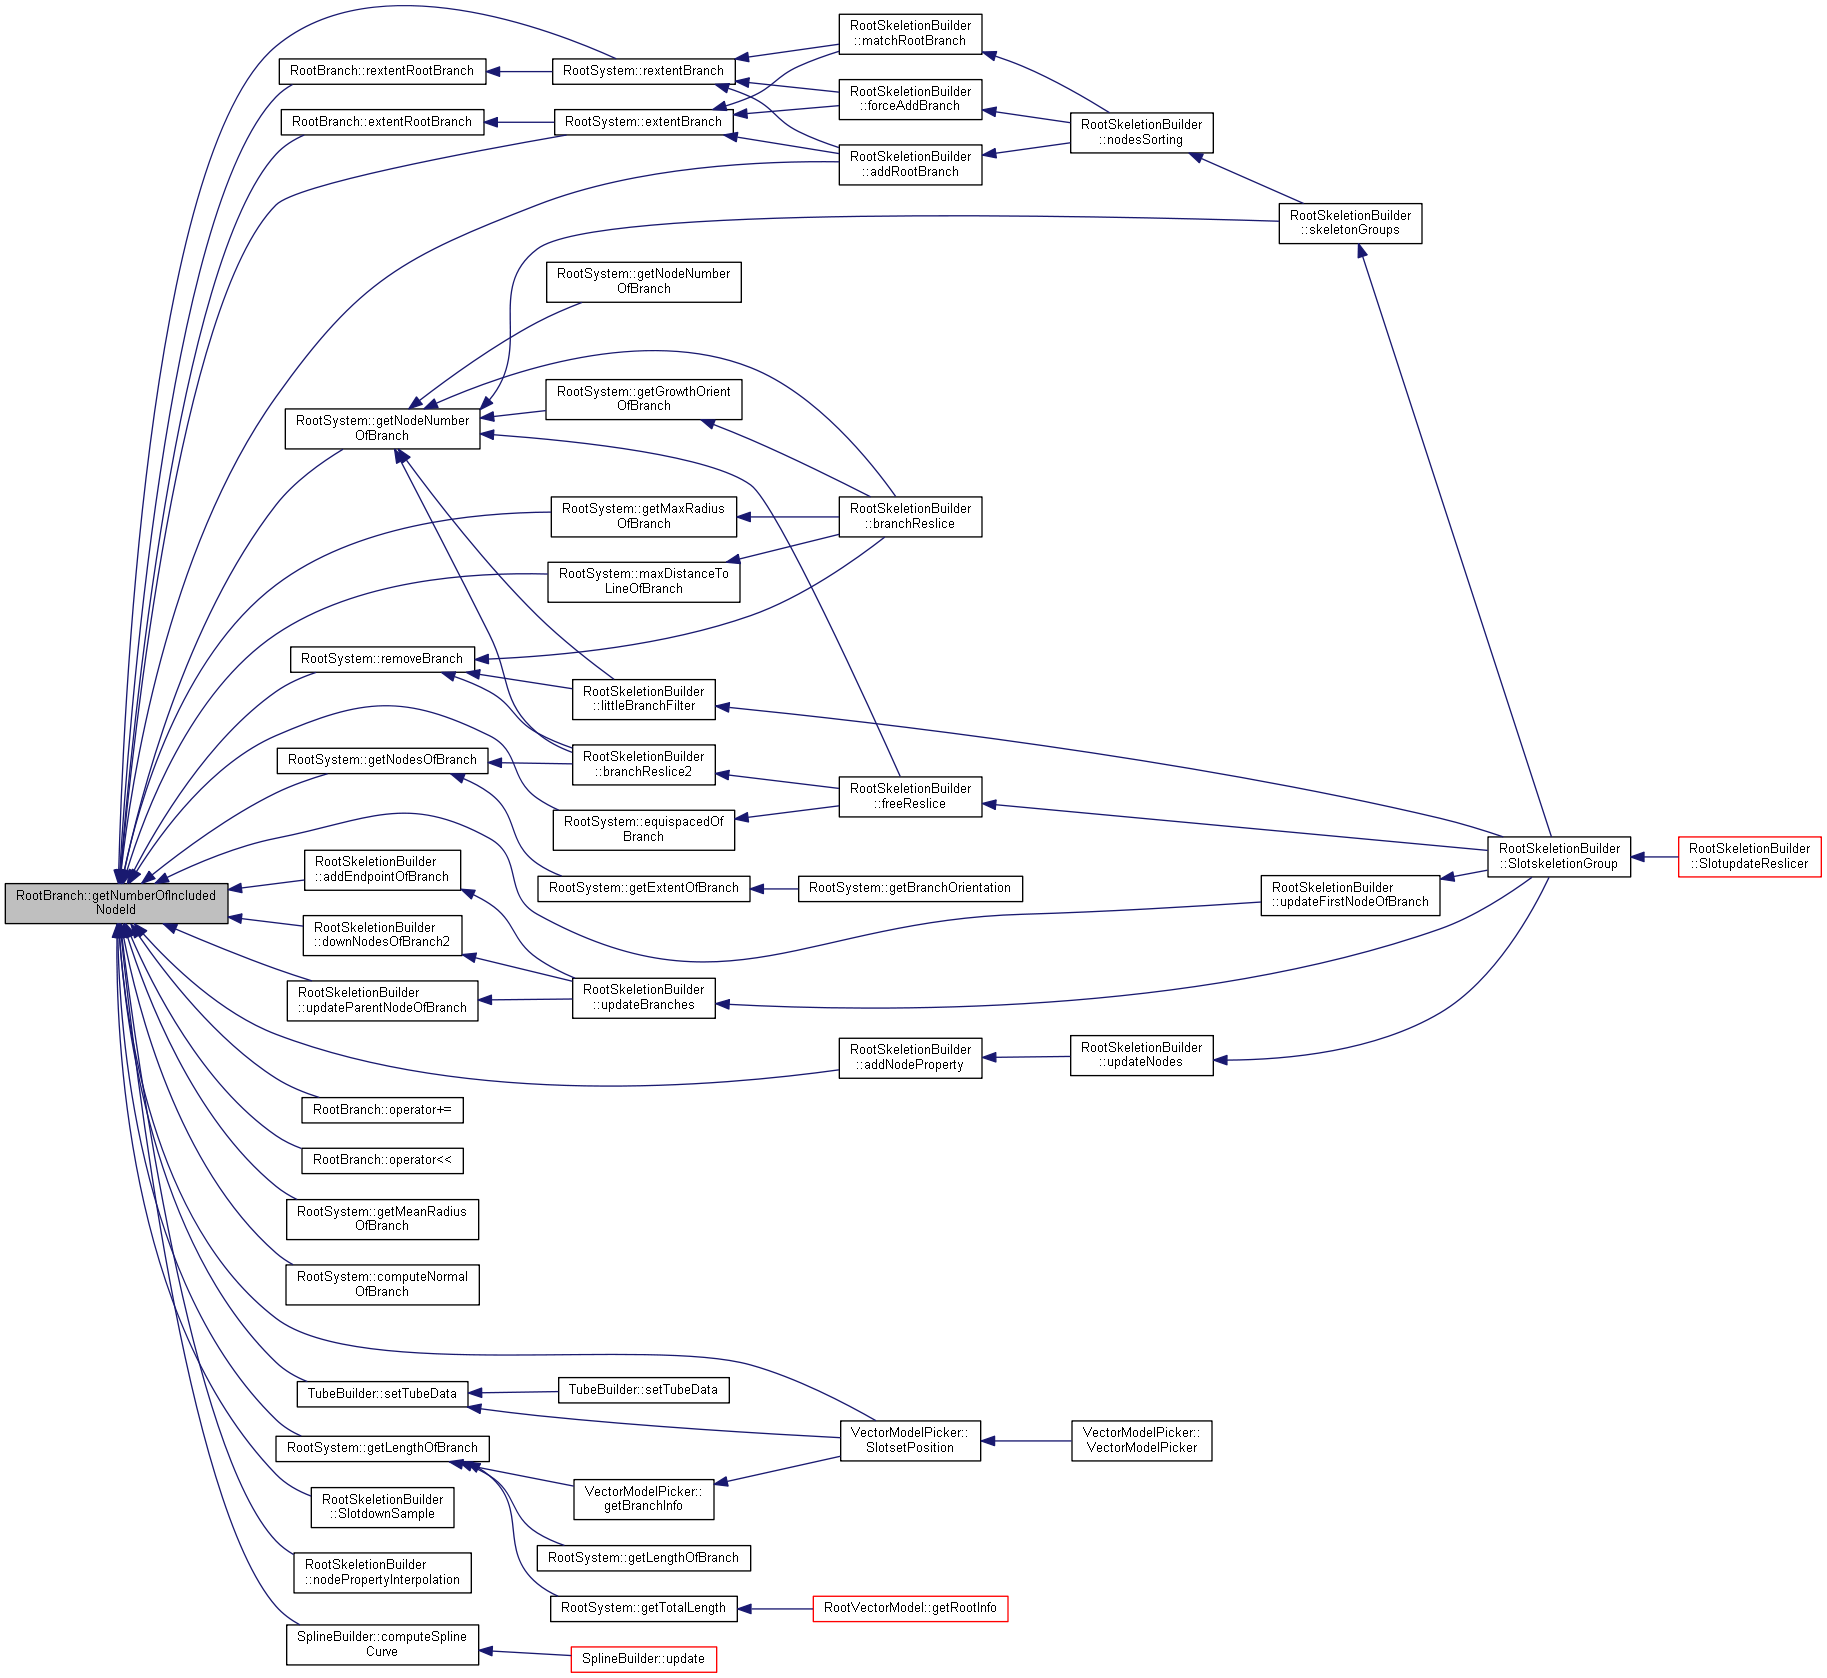 RootSkeletionBuilder
::matchRootBranch
RootBranch::rextentRootBranch
RootSystem::rextentBranch
RootSkeletionBuilder
::forceAddBranch
RootBranch::extentRootBranch
RootSystem::extentBranch
RootSkeletionBuilder
::nodesSorting
RootSkeletionBuilder
::addRootBranch
RootSkeletionBuilder
::skeletonGroups
RootSystem::getNodeNumber
OfBranch
RootSystem::getGrowthOrient
OfBranch
RootSystem::getNodeNumber
OfBranch
RootSystem::getMaxRadius
OfBranch
RootSkeletionBuilder
::branchReslice
RootSystem::maxDistanceTo
LineOfBranch
RootSystem::removeBranch
RootSkeletionBuilder
::littleBranchFilter
RootSystem::getNodesOfBranch
RootSkeletionBuilder
::branchReslice2
RootSkeletionBuilder
::freeReslice
RootSystem::equispacedOf
Branch
RootSkeletionBuilder
::SlotskeletionGroup
RootSkeletionBuilder
::SlotupdateReslicer
RootSkeletionBuilder
::addEndpointOfBranch
RootSystem::getExtentOfBranch
RootSystem::getBranchOrientation
RootSkeletionBuilder
::updateFirstNodeOfBranch
RootBranch::getNumberOfIncluded
NodeId
RootSkeletionBuilder
::downNodesOfBranch2
RootSkeletionBuilder
::updateParentNodeOfBranch
RootSkeletionBuilder
::updateBranches
RootSkeletionBuilder
::addNodeProperty
RootSkeletionBuilder
::updateNodes
RootBranch::operator+=
RootBranch::operator<<
RootSystem::getMeanRadius
OfBranch
RootSystem::computeNormal
OfBranch
TubeBuilder::setTubeData
TubeBuilder::setTubeData
RootSystem::getLengthOfBranch
VectorModelPicker::
SlotsetPosition
VectorModelPicker::
VectorModelPicker
VectorModelPicker::
getBranchInfo
RootSkeletionBuilder
::SlotdownSample
RootSystem::getLengthOfBranch
RootSkeletionBuilder
::nodePropertyInterpolation
RootSystem::getTotalLength
RootVectorModel::getRootInfo
SplineBuilder::computeSpline
Curve
SplineBuilder::update